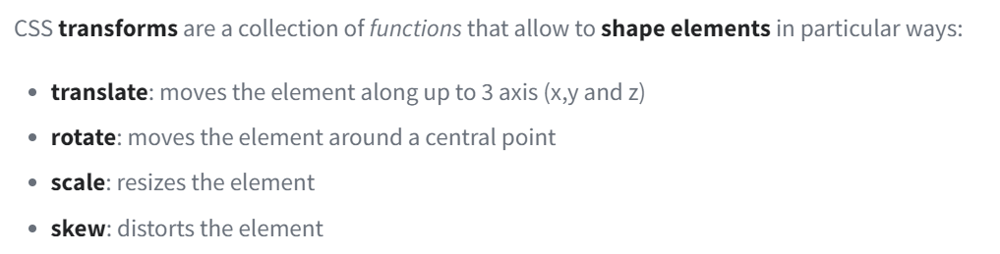 CSS transforms are a collection of functions that allow to shape elements in particular ways:
• translate: moves the element along up to 3 axis (x,y and z)
• rotate: moves the element around a central point
• scale: resizes the element
• skew: distorts the element